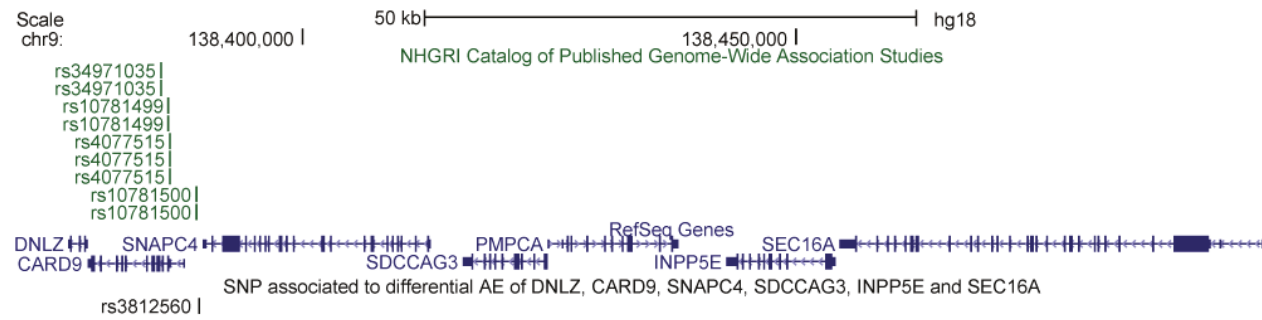 Scale 50 kb hg18
chr9: 138,400,000 138,450,000
NHGRI Catalog of Published Genome-Wide Association Studies
rs34971035
rs34971035
rs10781499
rs10781499
rs4077515
rs4077515
rs4077515
rs10781500
rs10781500
RefSeq Genes
DNLZ SNAPC4 PMPCA SEC16A
CARD9 SDCCAG3 INPP5E
SNP associated to differential AE of DNLZ, CARD9, SNAPC4, SDCCAG3, INPP5E and SEC16A
rs3812560